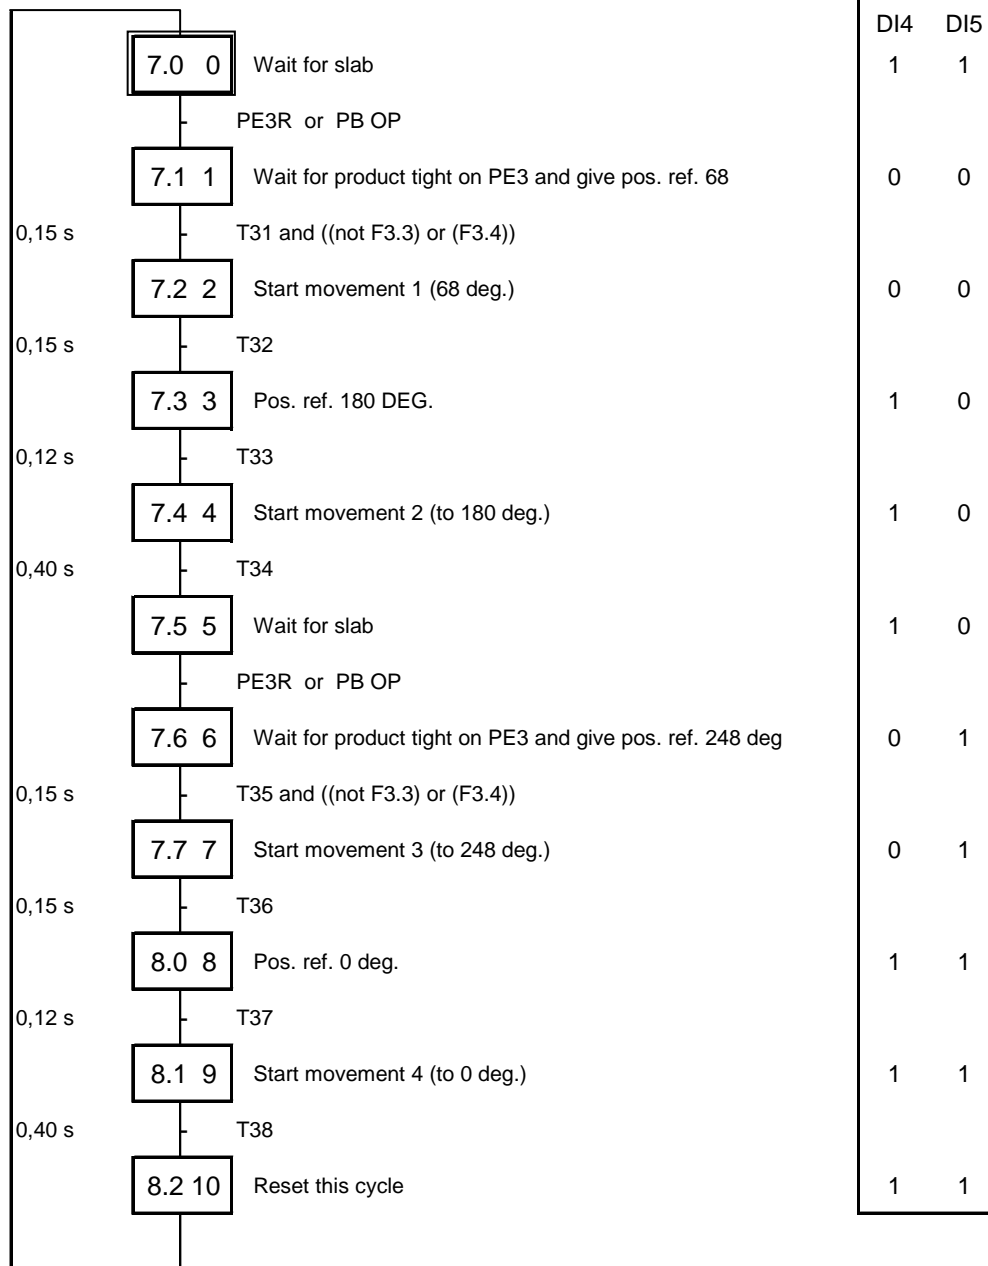 DI4 DI5
7.0 0 Wait for slab 1 1
PE3R or PB OP
7.1 1 Wait for product tight on PE3 and give pos. ref. 68 0 0
0,15 s - T31 and ((not F3.3) or (F3.4))
7.2 2 Start movement 1 (68 deg.) 0 0
0,15 s - T32
7.3 3 Pos. ref. 180 DEG. 1 0
0,12 s - T33
7.4 4 Start movement 2 (to 180 deg.) 1 0
0,40 s - T34
7.5 5 Wait for slab 1 0
PE3R or PB OP
7.6 6 Wait for product tight on PE3 and give pos. ref. 248 deg 0 1
0,15 s - T35 and ((not F3.3) or (F3.4))
7.7 7 Start movement 3 (to 248 deg.) 0 1
0,15 s - T36
8.0 8 Pos. ref. 0 deg. 1 1
0,12 s - T37
8.1 9 Start movement 4 (to 0 deg.) 1 1
0,40 s - T38
8.2 10 Reset this cycle 1 1